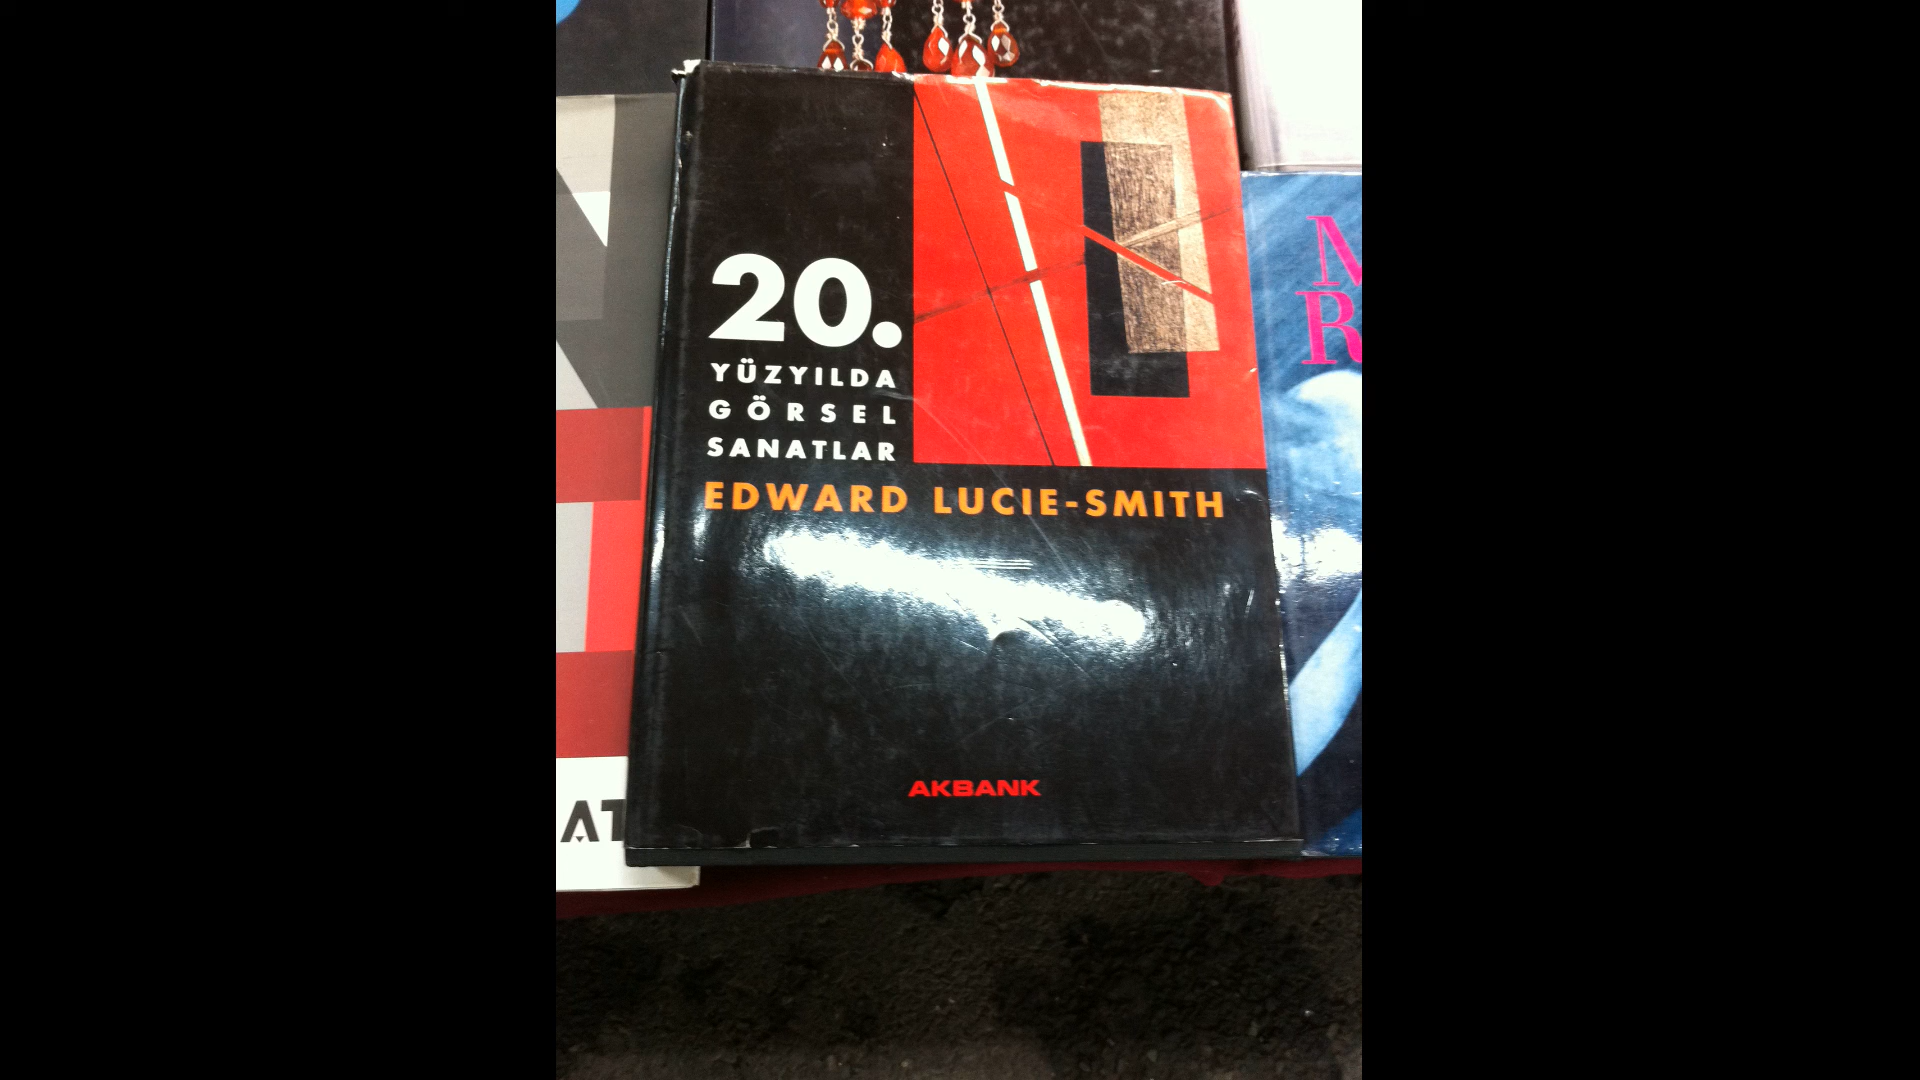 20.
YÜZYILDA
GÖRSEL
SANATLAR
EDWARD LUCIE-SMITH
AKBANK